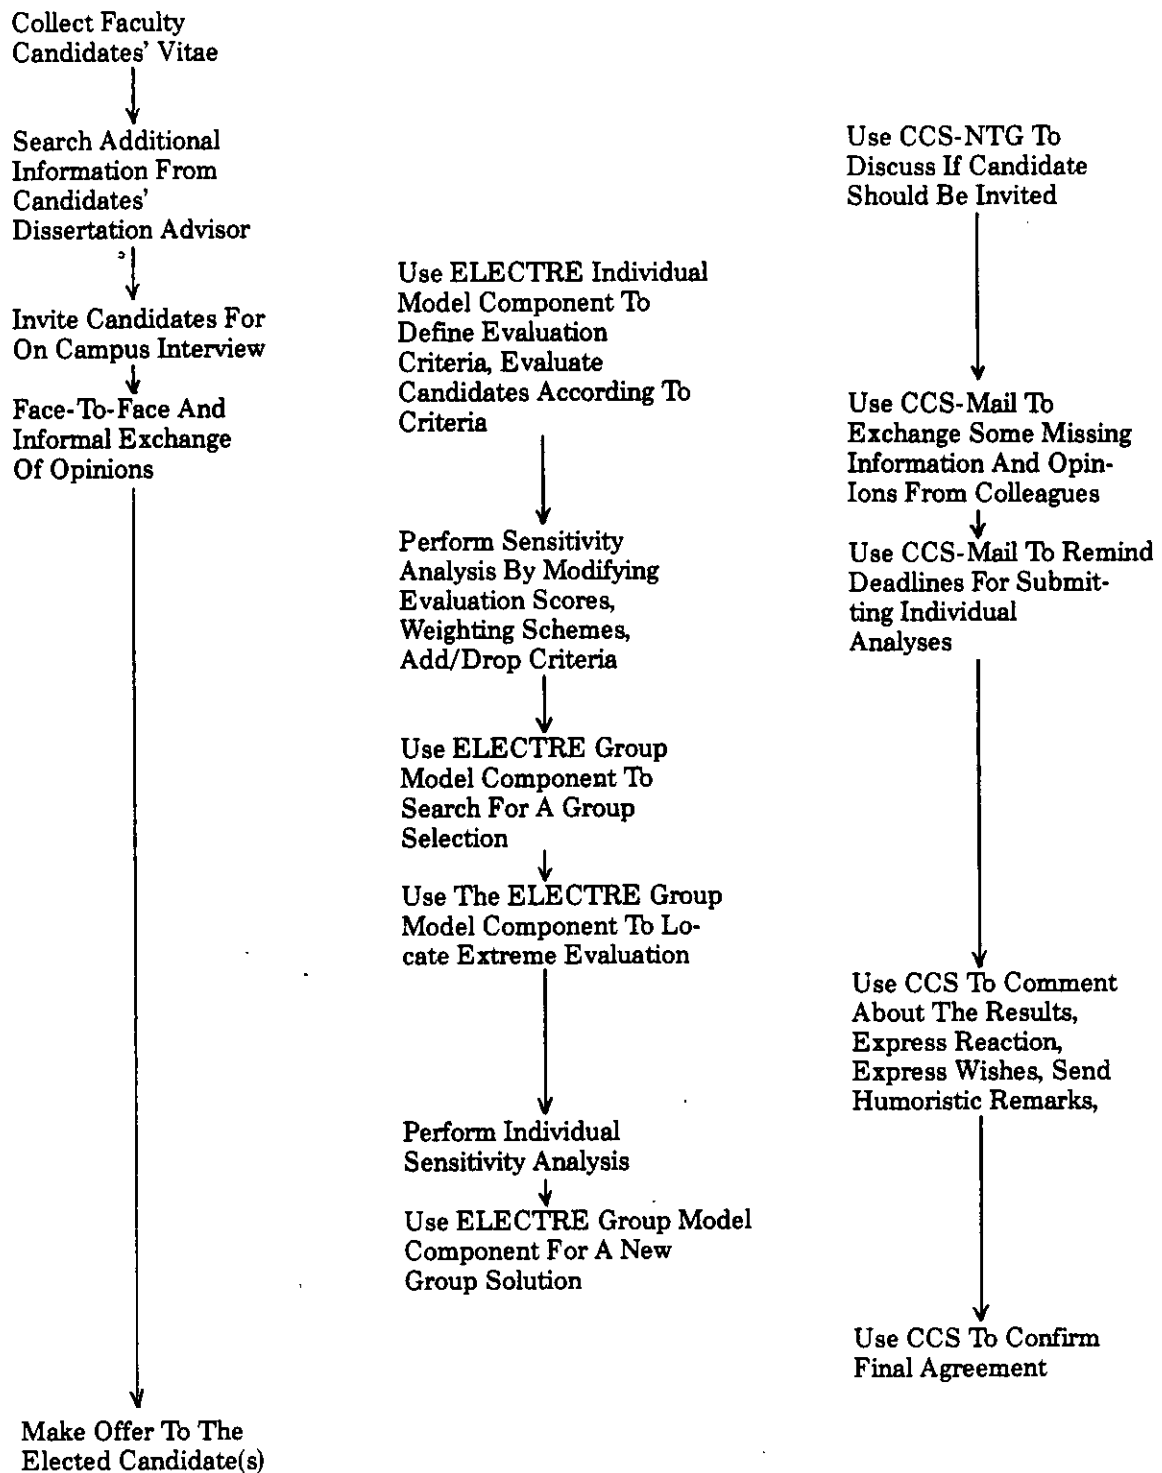 Collect Faculty
Candidates' Vitae
Search Additional
Information From
Candidates'
Dissertation Advisor
Invite Candidates For
On Campus Interview
Face-To-Face And
Informal Exchange
Of Opinions
Make Offer To The
Elected Candidate(s)
Use ELECTRE Individual
Model Component To
Define Evaluation
Criteria, Evaluate
Candidates According To
Criteria
Perform Sensitivity
Analysis By Modifying
Evaluation Scores,
Weighting Schemes,
Add/Drop Criteria
Use ELECTRE Group
Model Component To
Search For A Group
Selection
Use The ELECTRE Group
Model Component To Lo-
cate Extreme Evaluation
Perform Individual
Sensitivity Analysis
Use ELECTRE Group Model
Component For A New
Group Solution
Use CCS-NTG To
Discuss If Candidate
Should Be Invited
Use CCS-Mail To
Exchange Some Missing
Information And Opin-
Ions From Colleagues
Use CCS-Mail To Remind
Deadlines For Submit-
ting Individual
Analyses
Use CCS To Comment
About The Results,
Express Reaction,
Express Wishes, Send
Humoristic Remarks,
Use CCS To Confirm
Final Agreement